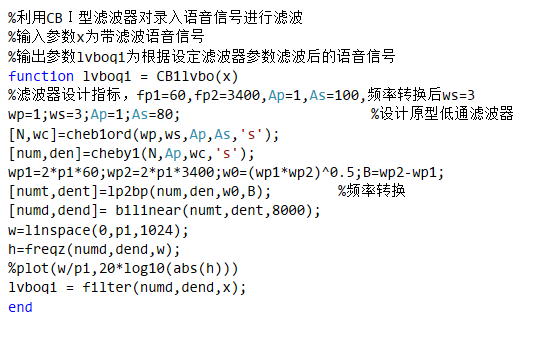 %利用CBⅠ型滤波器对录入语音信号进行滤波
%输入参数x为带滤波语音信号
%输出参数lvboqi为根据设定滤波器参数滤波后的语音信号
function lvboqi = CB1lvbo(x)
%滤波器设计指标，fp1=60,fp2=3400,Ap=1,As=100,频率转换后ws=3
wp=1;ws=3;Ap=1;As=80; %设计原型低通滤波器
[N,wc]=cheb1ord(wp,ws,Ap,As,'s');
[num,den]=cheby1(N,Ap,wc,'s');
wp1=2*pi*60;wp2=2*pi*3400;w0=(wp1*wp2)^0.5;B=wp2-wp1;
[numt,dent]=lp2bp(num,den,w0,B); %频率转换
[numd,dend]= bilinear(numt,dent,8000);
w=linspace(0,pi,1024);
h=freqz(numd,dend,w);
%plot(w/pi,20*log10(abs(h)))
lvboqi = filter(numd,dend,x);
end